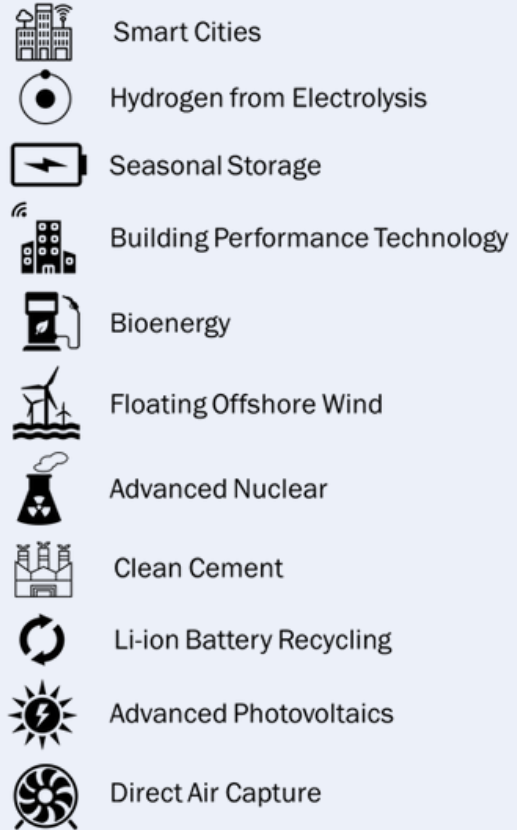 Smart Cities
Hydrogen from Electrolysis
Seasonal Storage
Building Performance Technology
Bioenergy
Floating Offshore Wind
Advanced Nuclear
Clean Cement
Li-ion Battery Recycling
Advanced Photovoltaics
Direct Air Capture